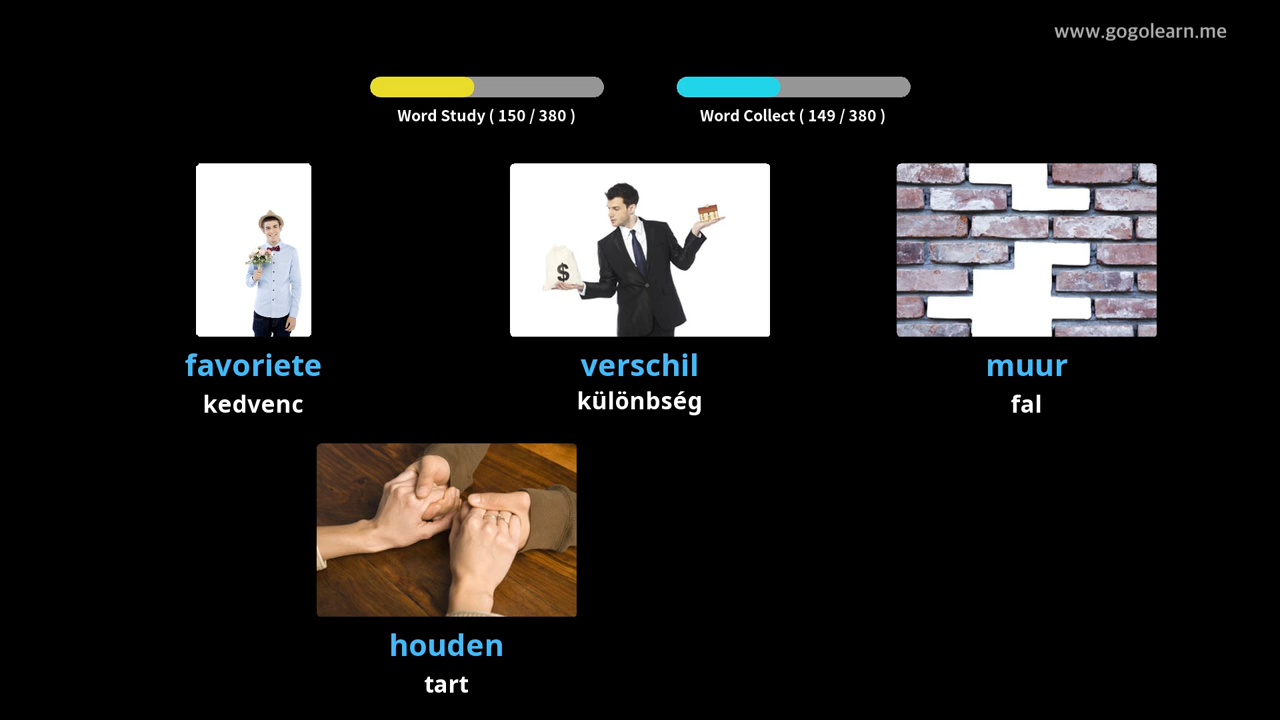 www.gogolearn.me
Word Study ( 150 / 380 )
Word Collect ( 149 / 380 )
$
favoriete
kedvenc
verschil
különbség
muur
fal
houden
tart